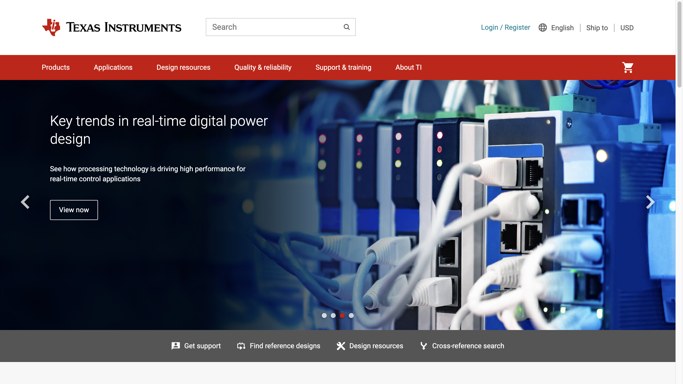 TEXAS INSTRUMENTS
Search
Login / Register
English
Ship to
USD
Products
Applications
Design resources
Quality & reliability
Support & training
About TI
Key trends in real-time digital power
design
See how processing technology is driving high performance for
real-time control applications
View now
Get support
Find reference designs
Design resources
Cross-reference search